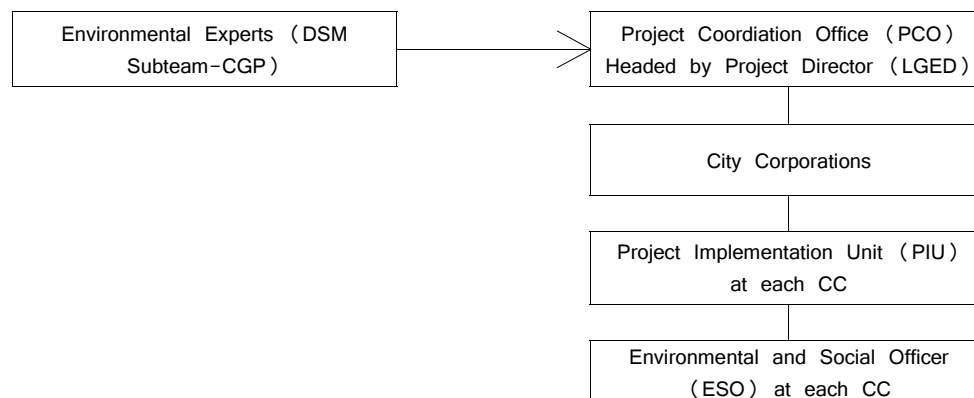 Environmental Experts (DSM
Subteam-CGP)
Project Coordiation Office (PCO)
Headed by Project Director (LGED)
City Corporations
Project Implementation Unit (PIU)
at each CC
Environmental and Social Officer
(ESO) at each CC